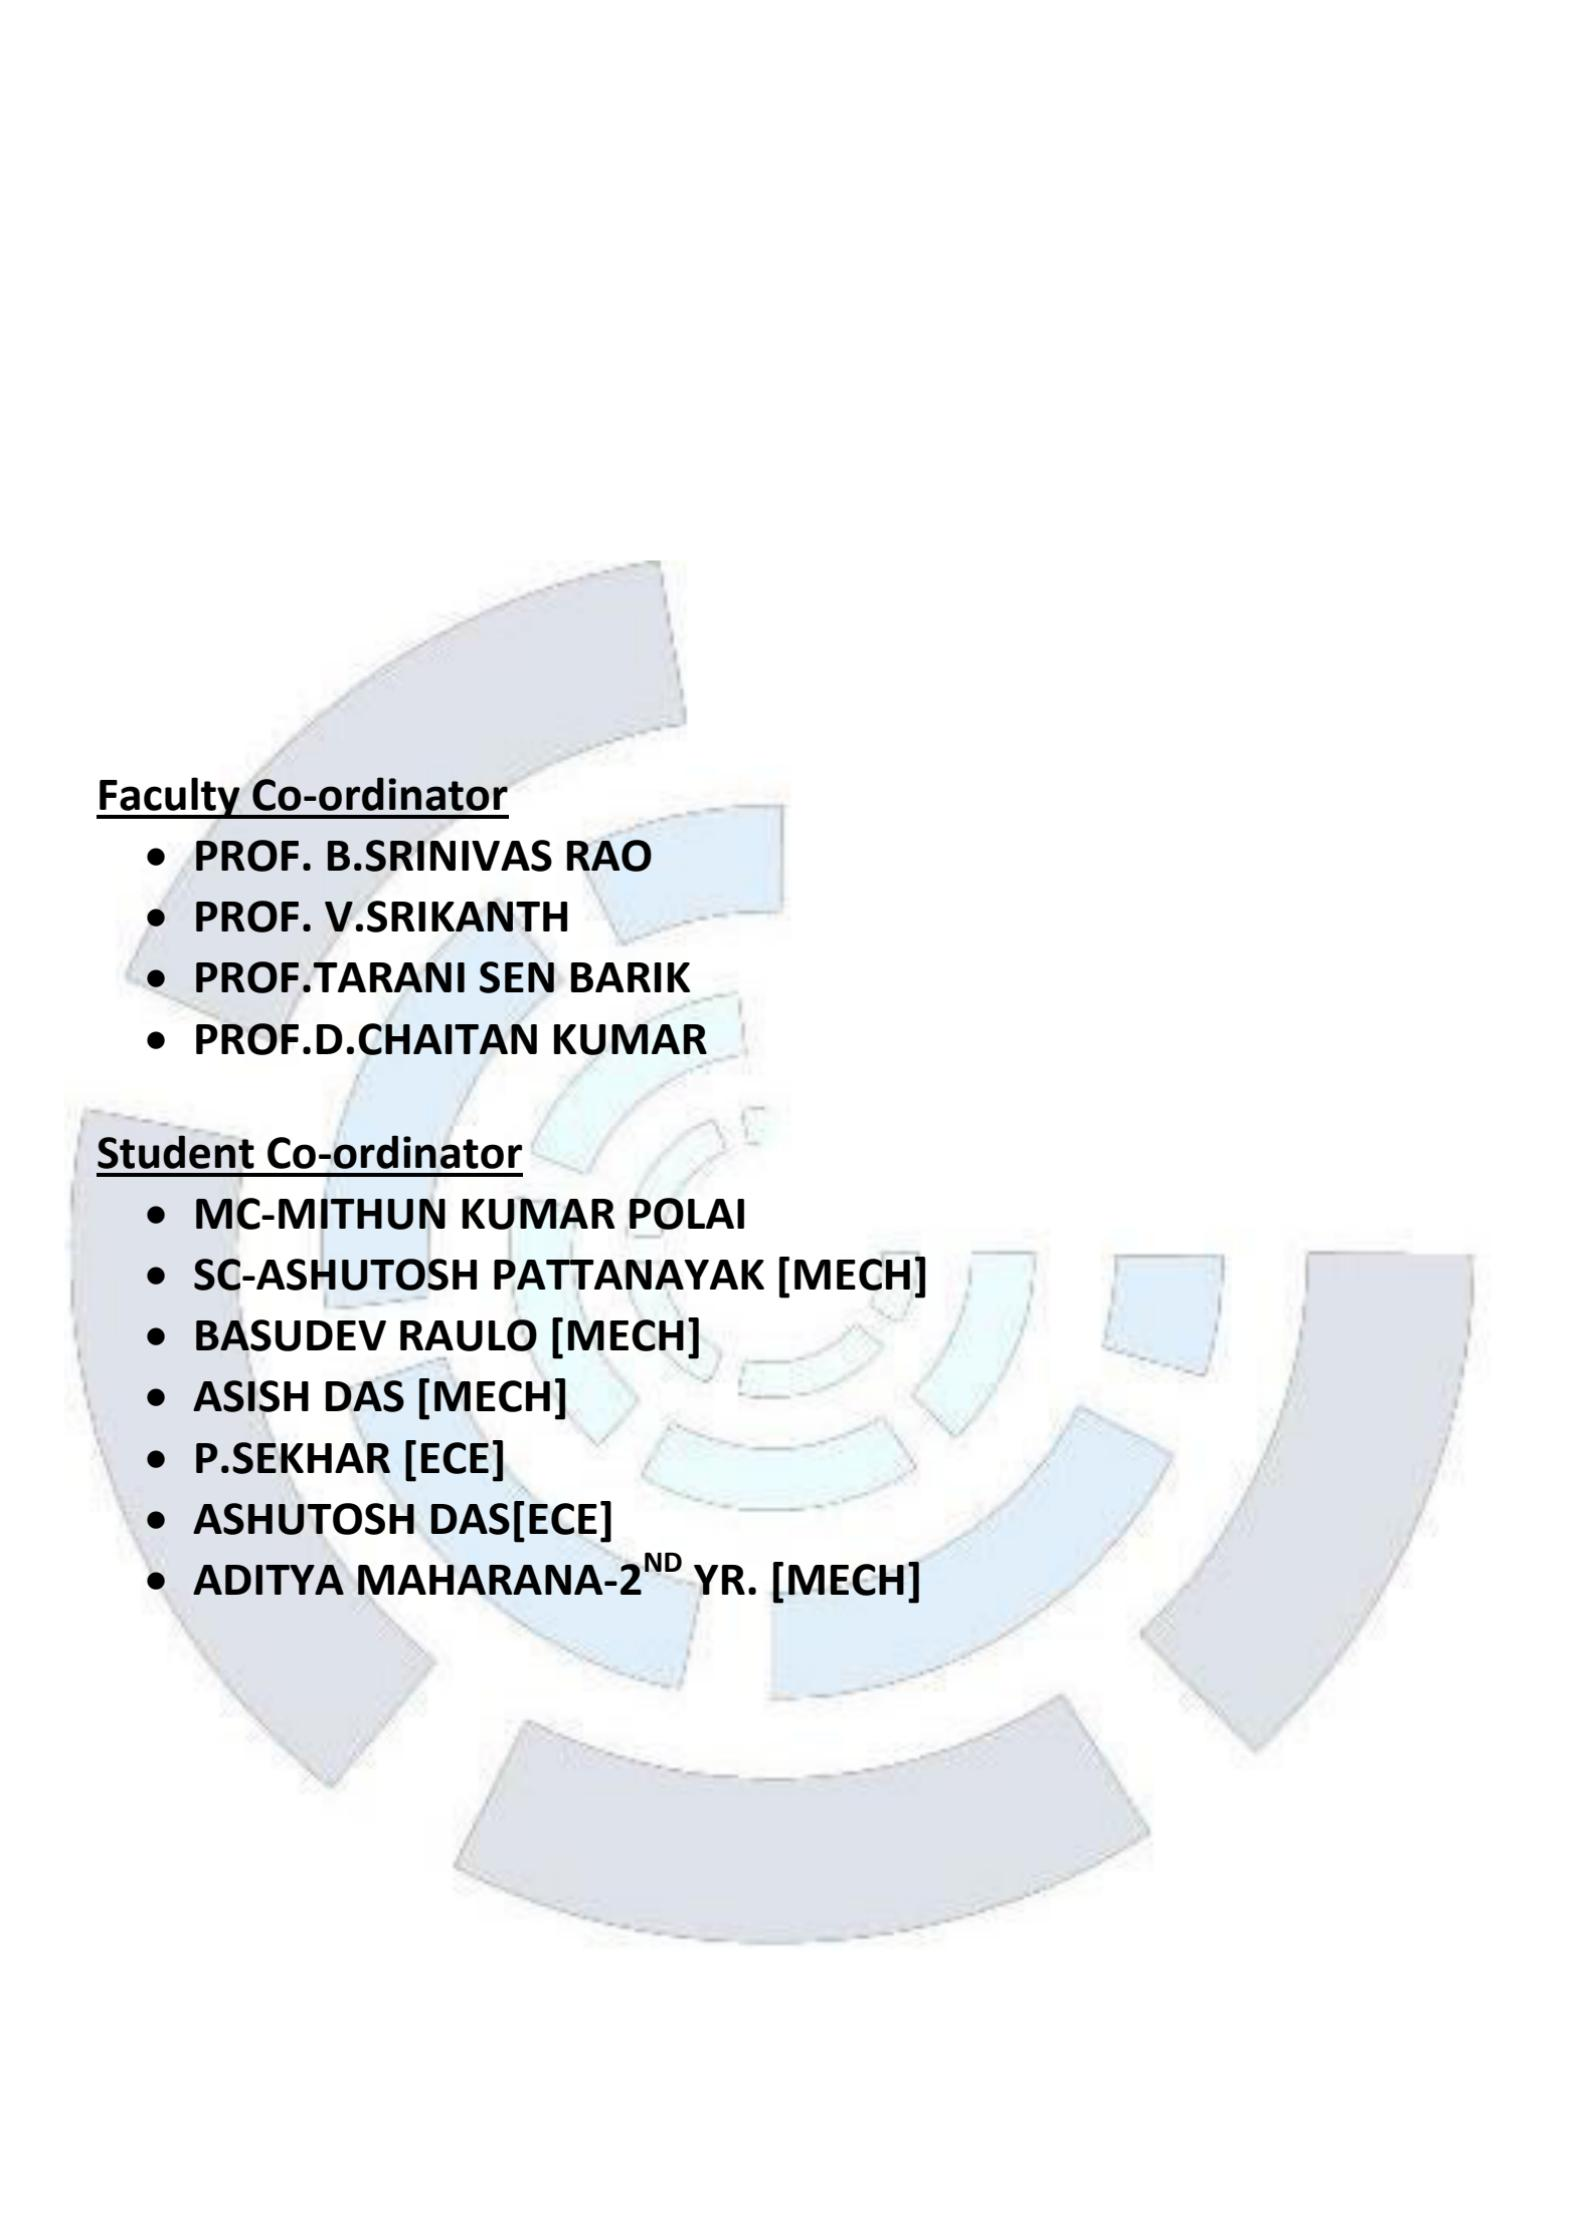 Faculty Co-ordinator
• PROF. B.SRINIVAS RAO
• PROF. V.SRIKANTH
• PROF.TARANI SEN BARIK
• PROF.D.CHAITAN KUMAR
Student Co-ordinator
• MC-MITHUN KUMAR POLAI
• SC-ASHUTOSH PATTANAYAK [MECH]
• BASUDEV RAULO [MECH]
• ASISH DAS [MECH]
• P.SEKHAR [ECE]
• ASHUTOSH DAS[ECE]
• ADITYA MAHARANA-2ND YR. [MECH]